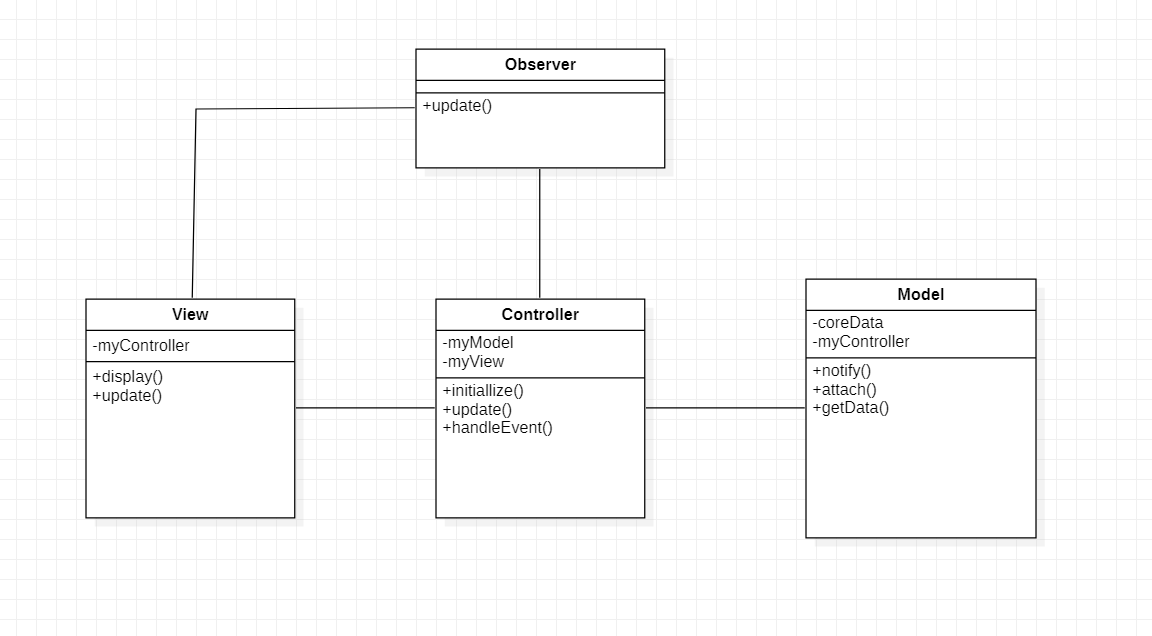 Observer
+update()
View
-myController
+display()
+update()
Controller
-myModel
-myView
+initiallize()
+update()
+handleEvent()
Model
-coreData
-myController
+notify()
+attach()
+getData()